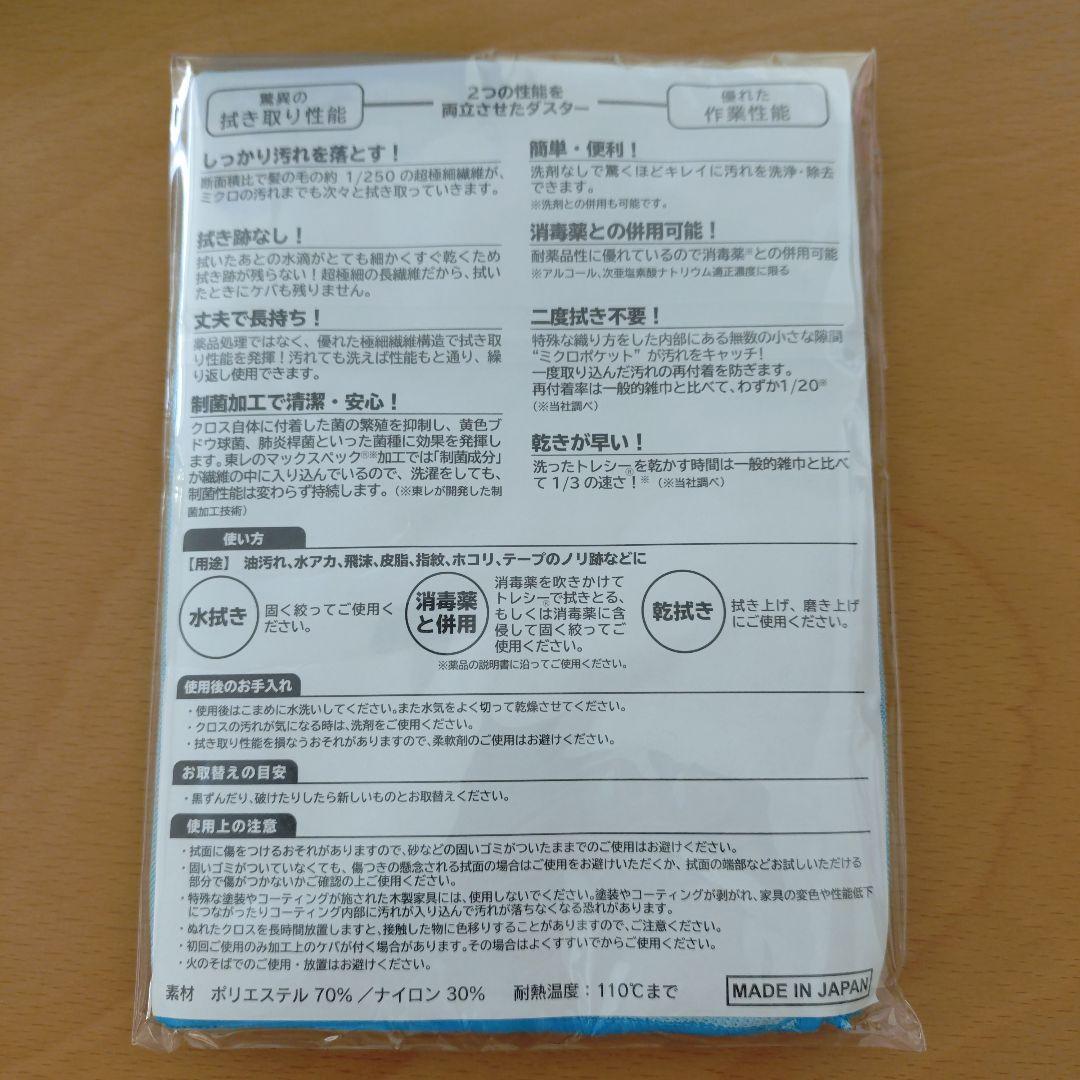 驚異の
拭き取り性能
2つの性能を
両立させたダスター
優れた
作業性能
しっかり汚れを落とす！
断面積比で髪の毛の約 1/250 の超極細繊維が、
ミクロの汚れまでも次々と拭き取っていきます。
拭き跡なし！
拭いたあとの水滴がとても細かくすぐ乾くため
拭き跡が残らない！超極細の長繊維だから、拭い
たときにケバも残りません。
丈夫で長持ち！
薬品処理ではなく、優れた極細繊維構造で拭き取
り性能を発揮！汚れても洗えば性能もと通り、繰
り返し使用できます。
制菌加工で清潔・安心！
クロス自体に付着した菌の繁殖を抑制し、黄色ブ
ドウ球菌、肺炎桿菌といった菌種に効果を発揮し
ます。東レのマックスペック®※加工では「制菌成分」
が繊維の中に入り込んでいるので、洗濯をしても、
制菌性能は変わらず持続します。（※東レが開発した制
菌加工技術）
簡単・便利！
洗剤なしで驚くほどキレイに汚れを洗浄・除去
できます。
※洗剤との併用も可能です。
消毒薬との併用可能！
耐薬品性に優れているので消毒薬※との併用可能
※アルコール、次亜塩素酸ナトリウム適正濃度に限る
二度拭き不要！
特殊な織り方をした内部にある無数の小さな隙間
“ミクロポケット” が汚れをキャッチ！
一度取り込んだ汚れの再付着を防ぎます。
再付着率は一般的雑巾と比べて、わずか1/20※
（※当社調べ）
乾きが早い！
洗ったトレシー®を乾かす時間は一般的雑巾と比べ
て 1/3 の速さ！※ （※当社調べ）
使い方
【用途】 油汚れ、水アカ、飛沫、皮脂、指紋、ホコリ、テープのノリ跡などに
水拭き
固く絞ってご使用く
ださい。
消毒薬
と併用
消毒薬を吹きかけて
トレシー®で拭きとる、
もしくは消毒薬に含
浸して固く絞ってご
使用ください。
※薬品の説明書に沿ってご使用ください。
乾拭き
拭き上げ、磨き上げ
にご使用ください。
使用後のお手入れ
・使用後はこまめに水洗いしてください。また水気をよく切って乾燥させてください。
・クロスの汚れが気になる時は、洗剤をご使用ください。
・拭き取り性能を損なうおそれがありますので、柔軟剤のご使用はお避けください。
お取替えの目安
・黒ずんだり、破けたりしたら新しいものとお取替えください。
使用上の注意
・拭面に傷をつけるおそれがありますので、砂などの固いゴミがついたままでのご使用はお避けください。
・固いゴミがついていなくても、傷つきの懸念される拭面の場合はご使用をお避けいただくか、拭面の端部などお試しいただける
部分で傷がつかないかご確認の上ご使用ください。
・特殊な塗装やコーティングが施された木製家具には、使用しないでください。塗装やコーティングが剥がれ、家具の変色や性能低下
につながったりコーティング内部に汚れが入り込んで汚れが落ちなくなる恐れがあります。
・ぬれたクロスを長時間放置しますと、接触した物に色移りすることがありますので、ご注意ください。
・初回ご使用のみ加工上のケバが付く場合があります。その場合はよくすすいでからご使用ください。
・火のそばでのご使用・放置はお避けください。
素材 ポリエステル 70% ／ナイロン 30% 耐熱温度：110℃まで
MADE IN JAPAN